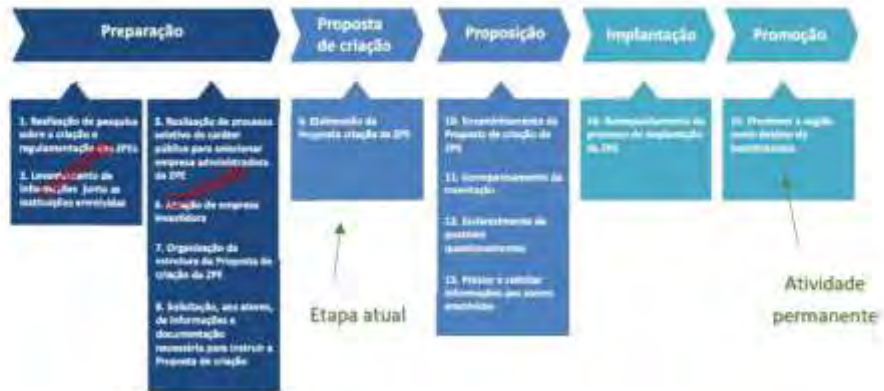 Preparação
Proposta
de criação
Proposição
Implantação
Promoção
1. Realização de pesquisa
sobre a criação e
regulamentação das ZPEs
2. Levantamento de
informações junto as
instituições envolvidas
5. Realização de processo
seletivo de caráter
público para selecionar
empresa administradora
da ZPE
6. Atração de empresa
investidora
7. Organização da
estrutura da Proposta de
criação da ZPE
8. Solicitação, aos atores,
de informações e
documentação
necessária para instruir a
Proposta de criação
9. Elaboração da
Proposta criação da ZPE
10. Encaminhamento da
Proposta de criação da
ZPE
11. Acompanhamento da
tramitação
12. Esclarecimento de
possíveis
questionamentos
13. Prestar e solicitar
informações aos atores
envolvidos
Acompanhamento do
processo de implantação
da ZPE
15. Promover a região
como destino de
investimentos
Etapa atual
Atividade
permanente